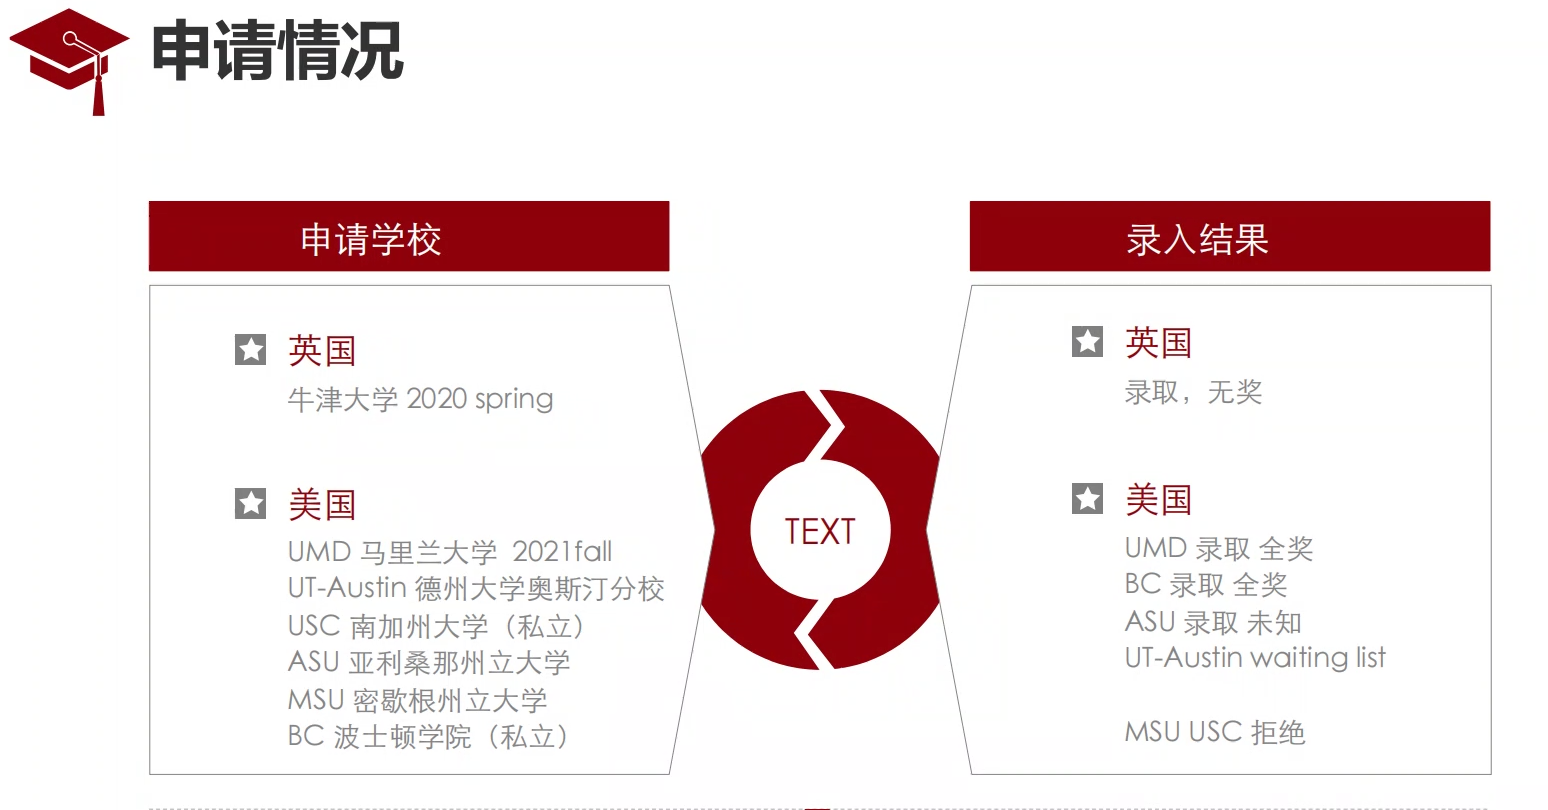 申请情况
申请学校
英国
牛津大学 2020 spring
美国
UMD 马里兰大学 2021fall
UT-Austin 德州大学奥斯汀分校
USC 南加州大学（私立）
ASU 亚利桑那州立大学
MSU 密歇根州立大学
BC 波士顿学院（私立）
TEXT
录入结果
英国
录取，无奖
美国
UMD 录取 全奖
BC 录取 全奖
ASU 录取 未知
UT-Austin waiting list
MSU USC 拒绝